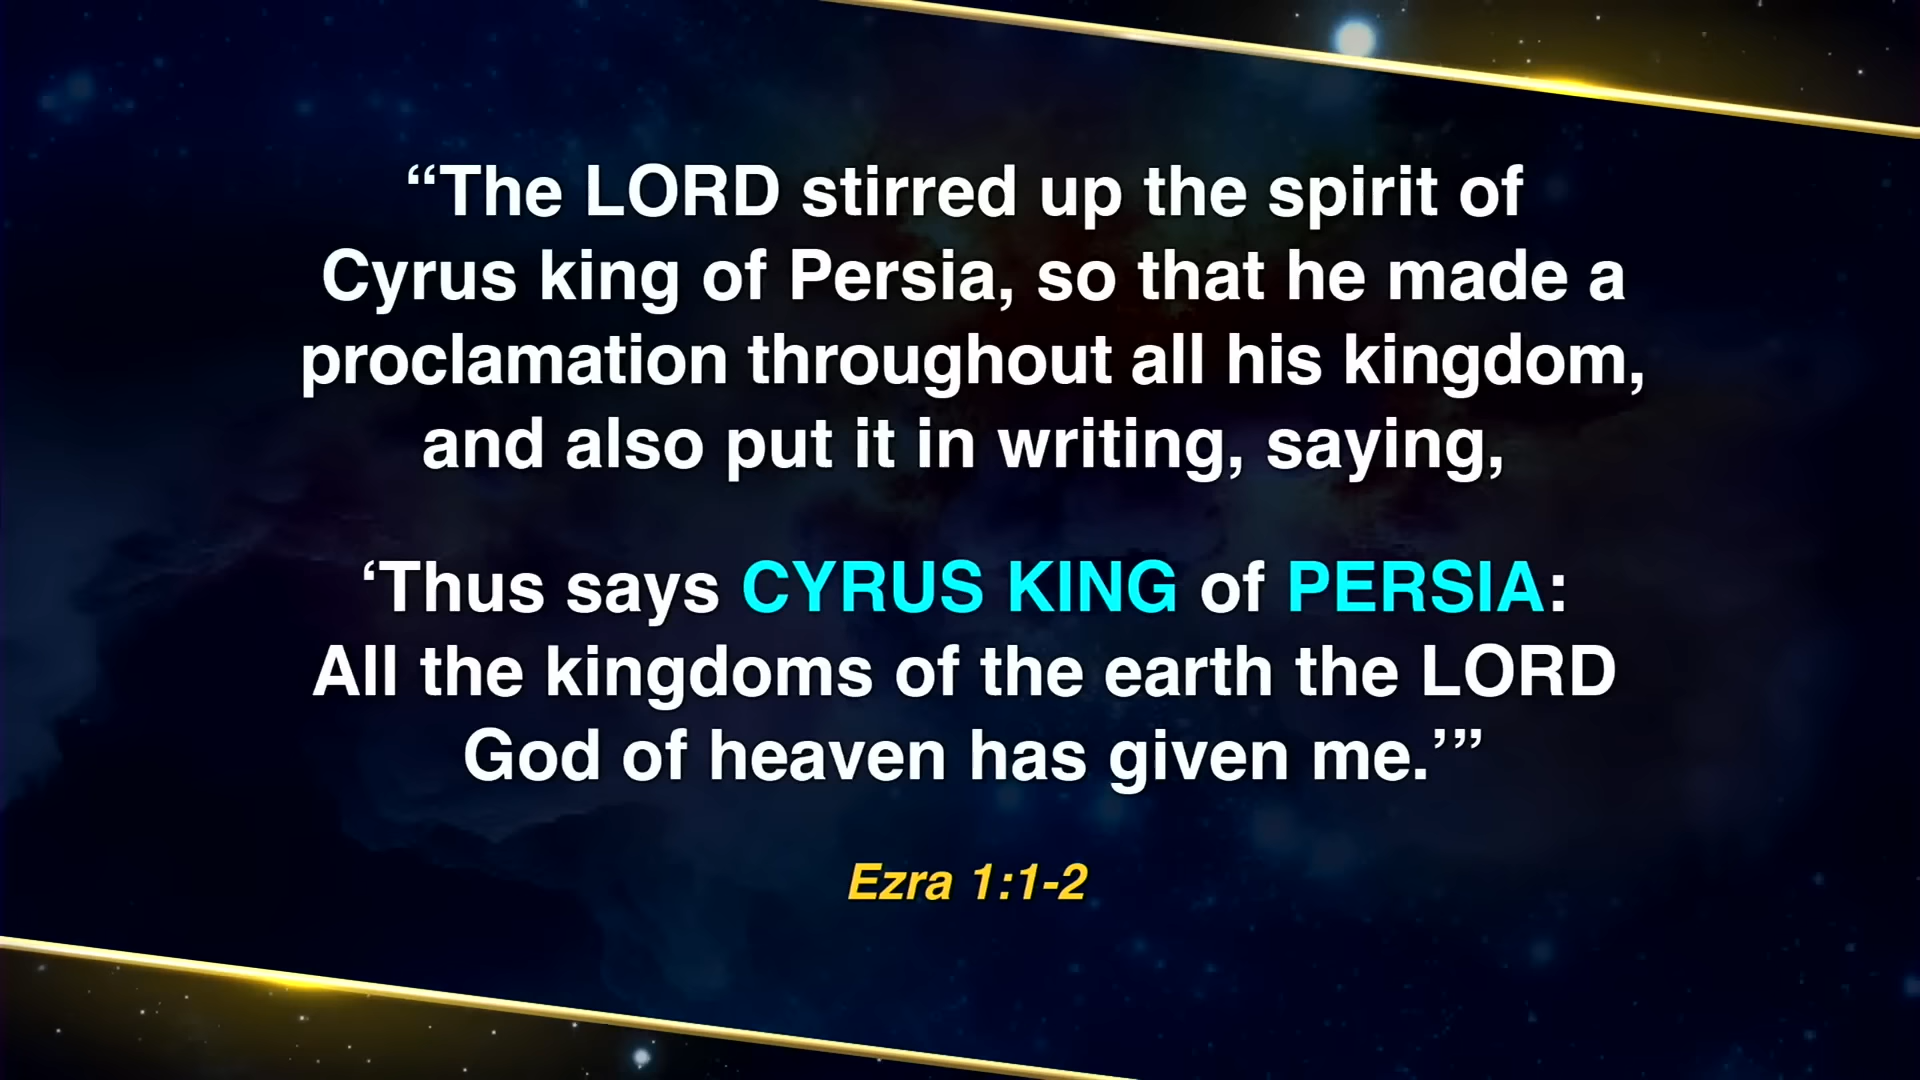 “The LORD stirred up the spirit of
Cyrus king of Persia, so that he made a
proclamation throughout all his kingdom,
and also put it in writing, saying,
‘Thus says CYRUS KING of PERSIA:
All the kingdoms of the earth the LORD
God of heaven has given me.’”
Ezra 1:1-2